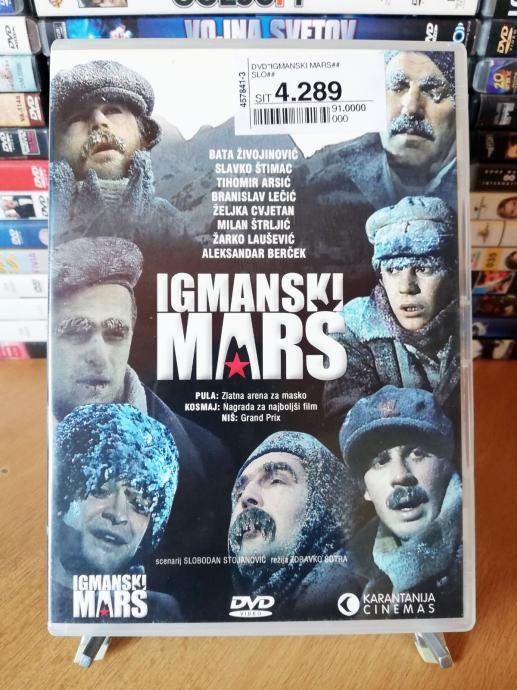 VOJNA SVETOV
DVD"IGMANSKI MARS##
SLO##
457841-3
SIT 4.289
91.0000
000
BATA ŽIVOJINOVIĆ
SLAVKO ŠTIMAC
TIHOMIR ARSIĆ
BRANISLAV LEČIĆ
ŽELJKA CVJETAN
MILAN ŠTRLJIĆ
ŽARKO LAUŠEVIĆ
ALEKSANDAR BERČEK
IGMANSKI
MARŠ
PULA: Zlatna arena za masko
KOSMAJ: Nagrada za najboljši film
NIŠ: Grand Prix
scenarij SLOBODAN STOJANOVIĆ režija ZDRAVKO ŠOTRA
IGMANSKI
MARŠ
DVD
VIDEO
KARANTANIJA
CINEMAS